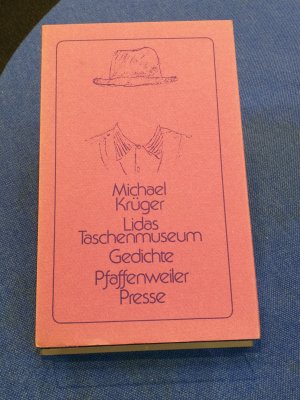 Michael
Krüger
Lidas
Taschenmuseum
Gedichte
Pfaffenweiler
Presse